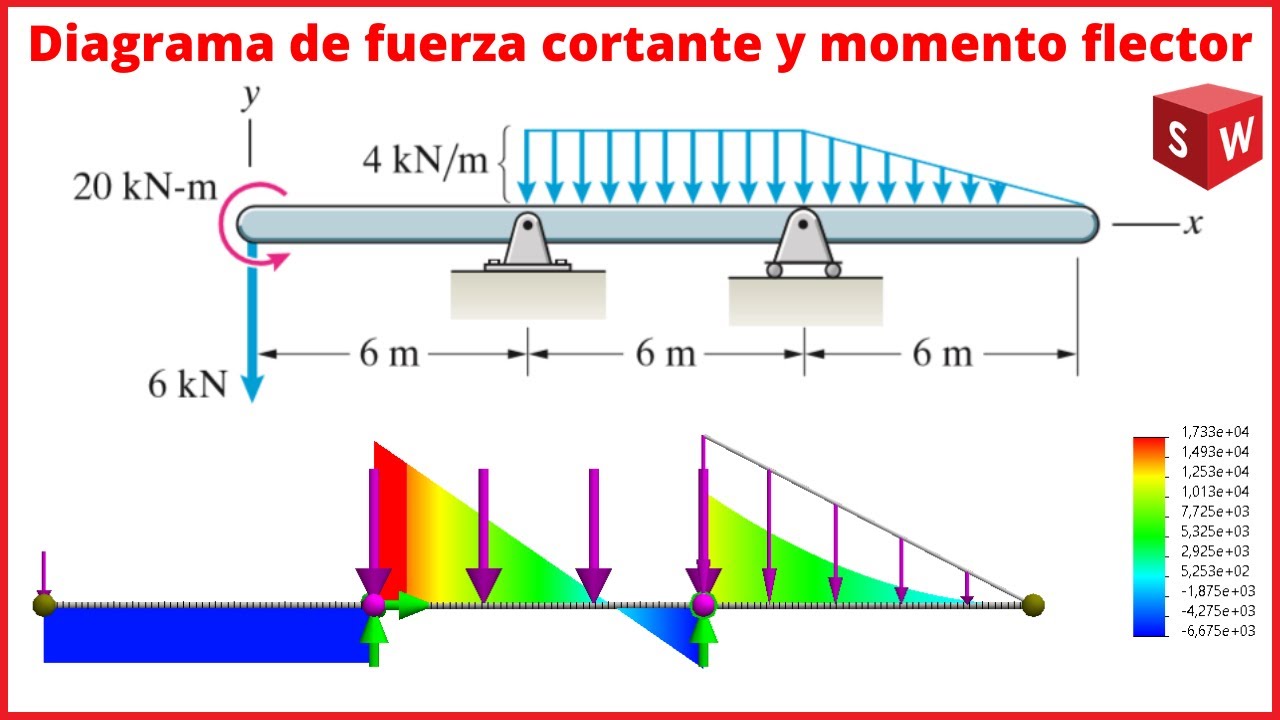 Diagrama de fuerza cortante y momento flector
y
4 kN/m
20 kN-m
x
6 m
6 m
6 m
6 kN
S W
1,733e+04
1,493e+04
1,253e+04
1,013e+04
7,725e+03
5,325e+03
2,925e+03
5,253e+02
-1,875e+03
-4,275e+03
-6,675e+03